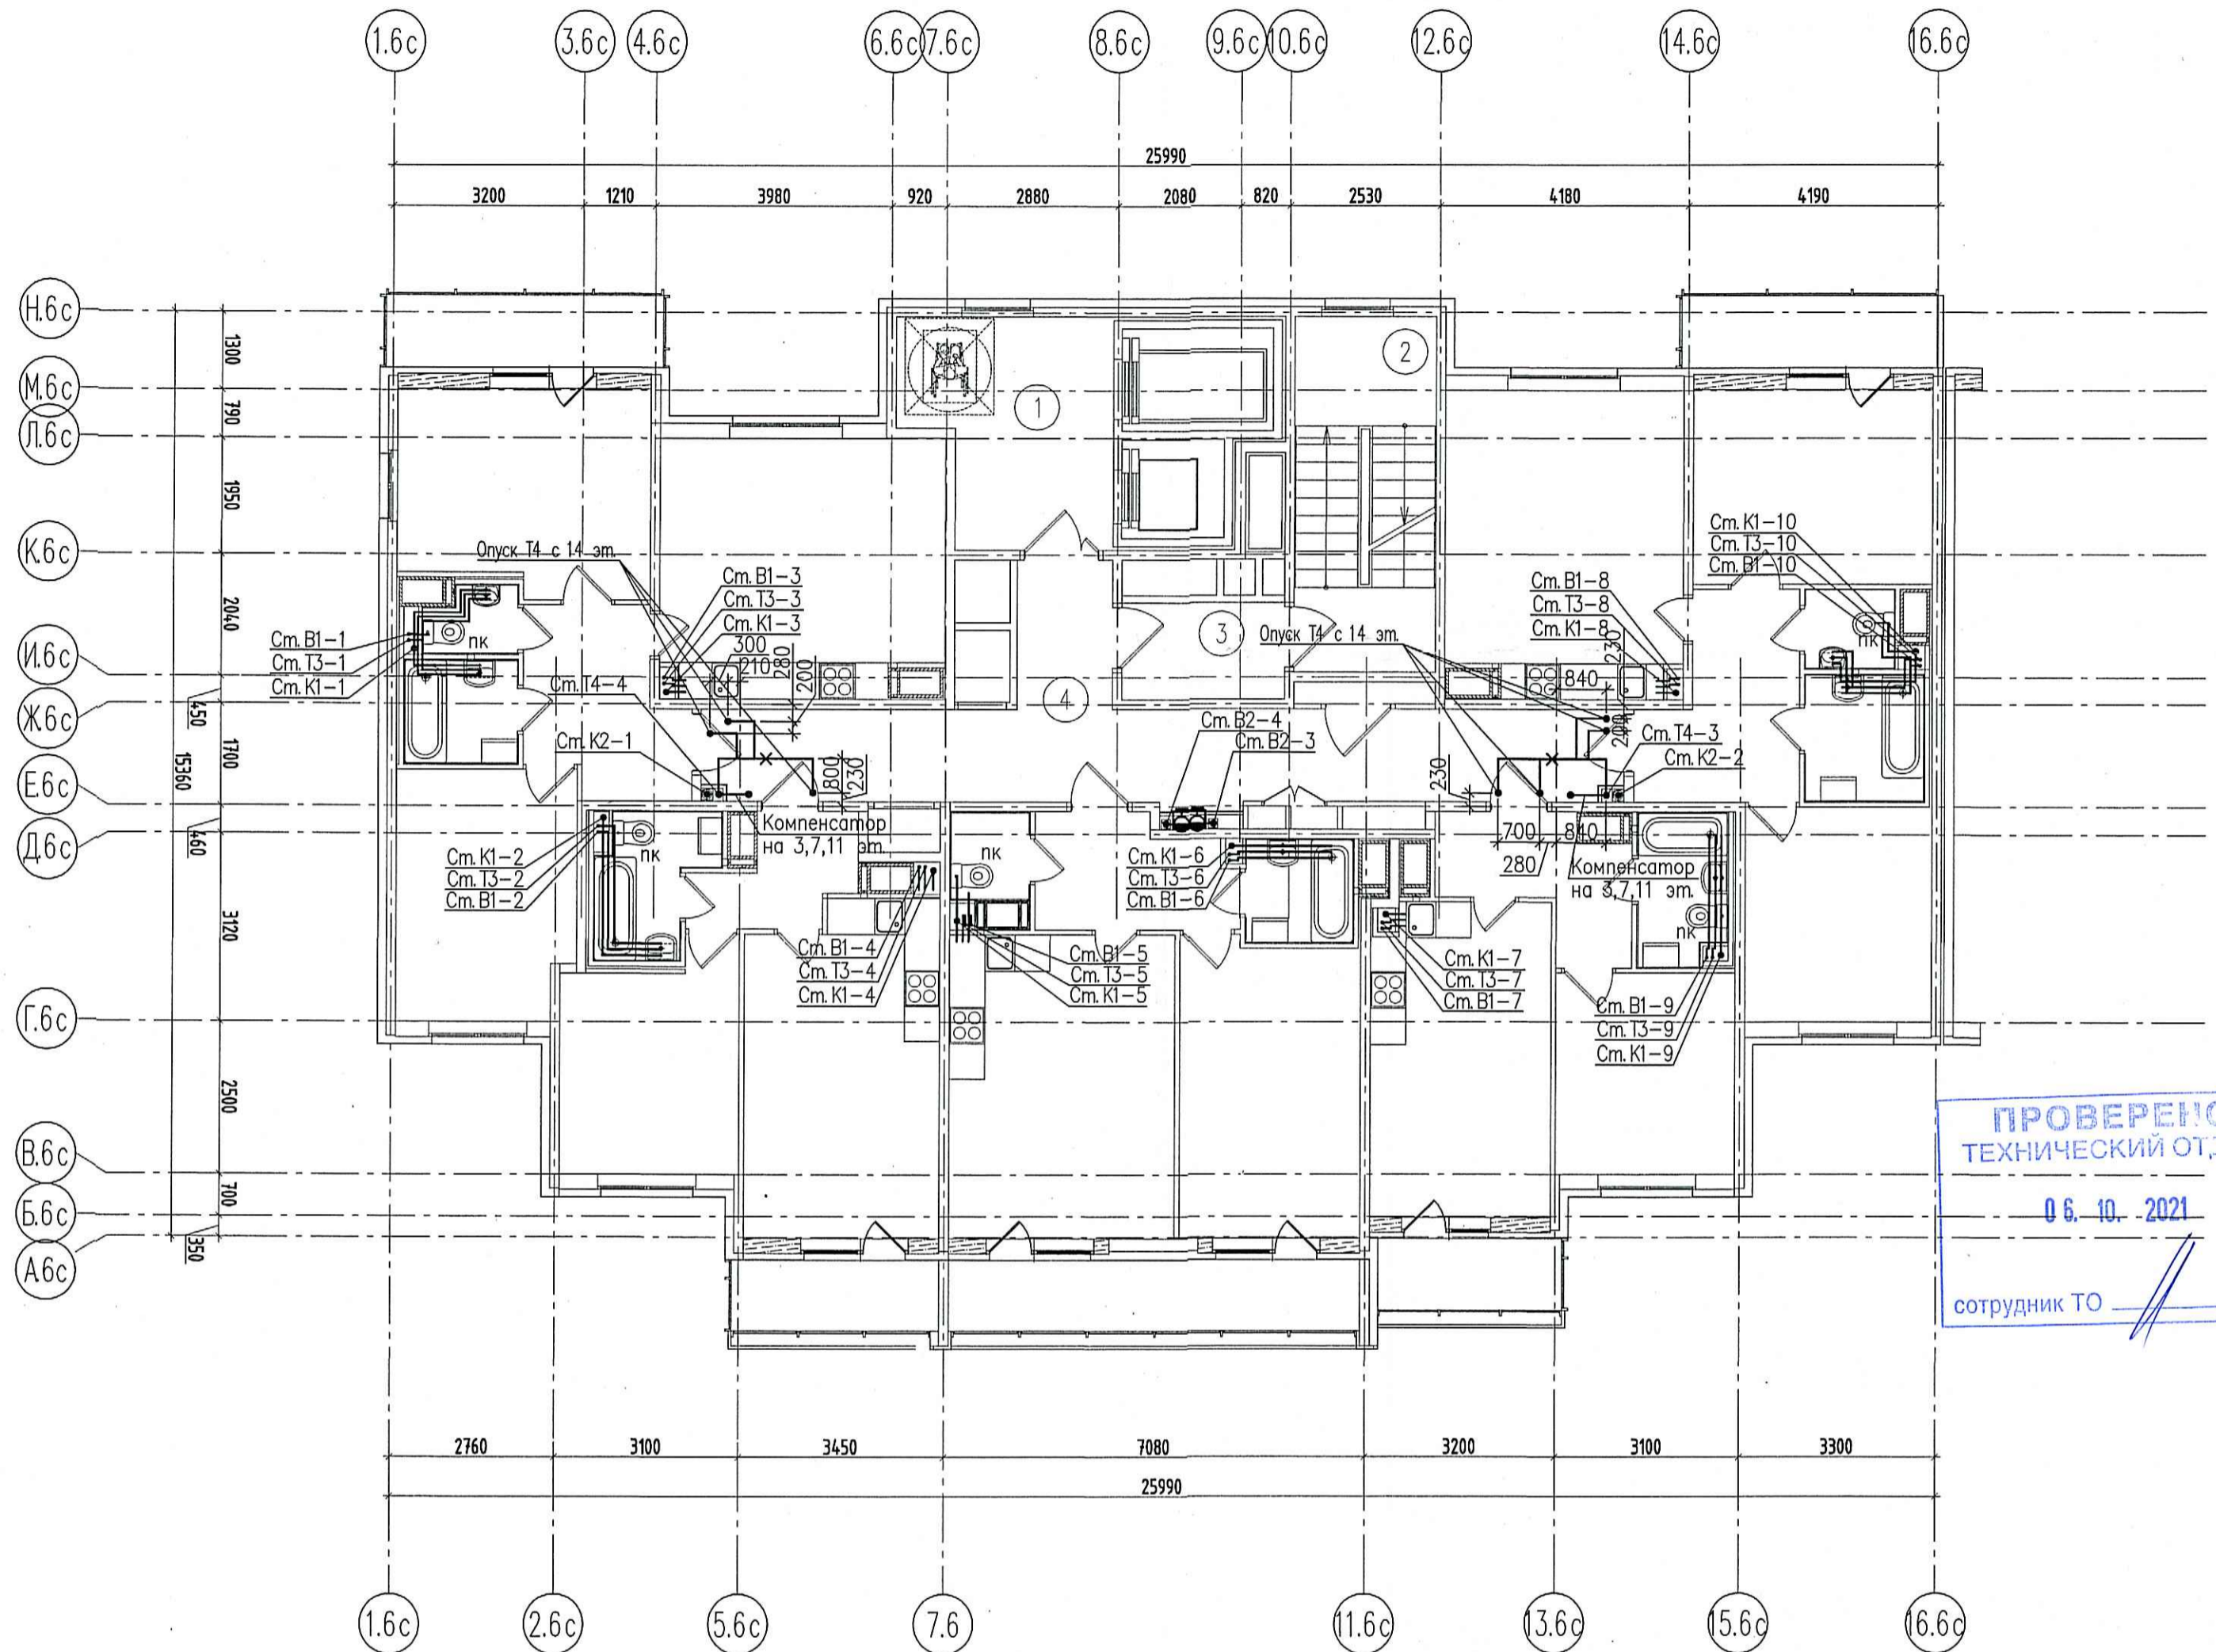 1.6с 3.6с 4.6с 6.6с 7.6с 8.6с 9.6с 10.6с 12.6с 14.6с 16.6с
25990
3200 1210 3980 920 2880 2080 820 2530 4180 4190
Н.6с
М.6с
Л.6с
К.6с
И.6с
Ж.6с
Е.6с
Д.6с
Г.6с
В.6с
Б.6с
А.6с
1300
790
1950
2040
450
1700
460
3120
2500
700
350
15360
1
2
3
4
Опуск Т4 с 14 эт.
Ст. В1-3
Ст. Т3-3
Ст. К1-3
300
210
280
200
Ст. В1-1
Ст. Т3-1
Ст. К1-1
пк
Ст. Т4-4
Ст. К2-1
800
230
Компенсатор
на 3,7,11 эт.
Ст. К1-2
Ст. Т3-2
Ст. В1-2
пк
Ст. В1-4
Ст. Т3-4
Ст. К1-4
пк
Ст. В1-5
Ст. Т3-5
Ст. К1-5
Ст. В2-4
Ст. В2-3
Ст. К1-6
Ст. Т3-6
Ст. В1-6
Опуск Т4 с 14 эт.
Ст. В1-8
Ст. Т3-8
Ст. К1-8
230
840
200
Ст. К1-10
Ст. Т3-10
Ст. В1-10
пк
Ст. Т4-3
Ст. К2-2
230
700 840
280
Компенсатор
на 3,7,11 эт.
пк
Ст. К1-7
Ст. Т3-7
Ст. В1-7
Ст. В1-9
Ст. Т3-9
Ст. К1-9
ПРОВЕРЕНО
ТЕХНИЧЕСКИЙ ОТД
06. 10. 2021
сотрудник ТО
2760 3100 3450 7080 3200 3100 3300
25990
1.6с 2.6с 5.6с 7.6 11.6с 13.6с 15.6с 16.6с